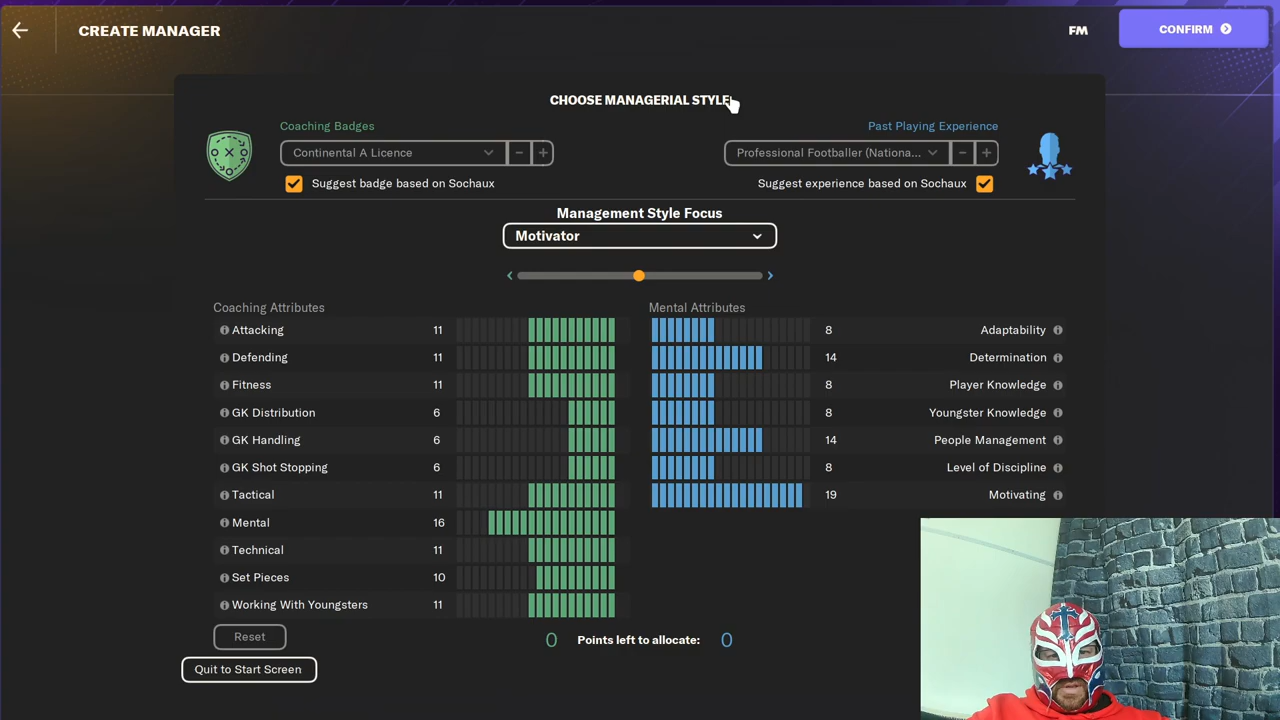 CREATE MANAGER
FM
CONFIRM
CHOOSE MANAGERIAL STYLE
Coaching Badges
Past Playing Experience
Continental A Licence
- +
Professional Footballer (Nationa...
- +
Suggest badge based on Sochaux
Suggest experience based on Sochaux
Management Style Focus
Motivator
Coaching Attributes
Mental Attributes
Attacking 11
8 Adaptability
Defending 11
14 Determination
Fitness 11
8 Player Knowledge
GK Distribution 6
8 Youngster Knowledge
GK Handling 6
14 People Management
GK Shot Stopping 6
8 Level of Discipline
Tactical 11
19 Motivating
Mental 16
Technical 11
Set Pieces 10
Working With Youngsters 11
Reset
0 Points left to allocate: 0
Quit to Start Screen